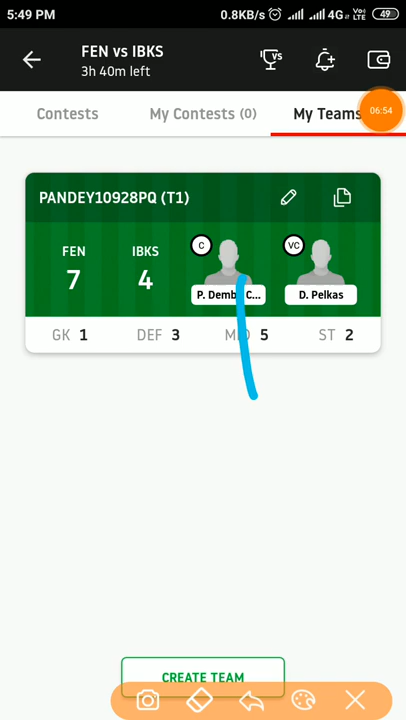 5:49 PM 0.8KB/s 4G VoLTE 49
FEN vs IBKS
3h 40m left
VS
Contests My Contests (0) My Teams
06:54
PANDEY10928PQ (T1)
FEN IBKS
7 4
C VC
P. Demb C... D. Pelkas
GK 1 DEF 3 MID 5 ST 2
CREATE TEAM